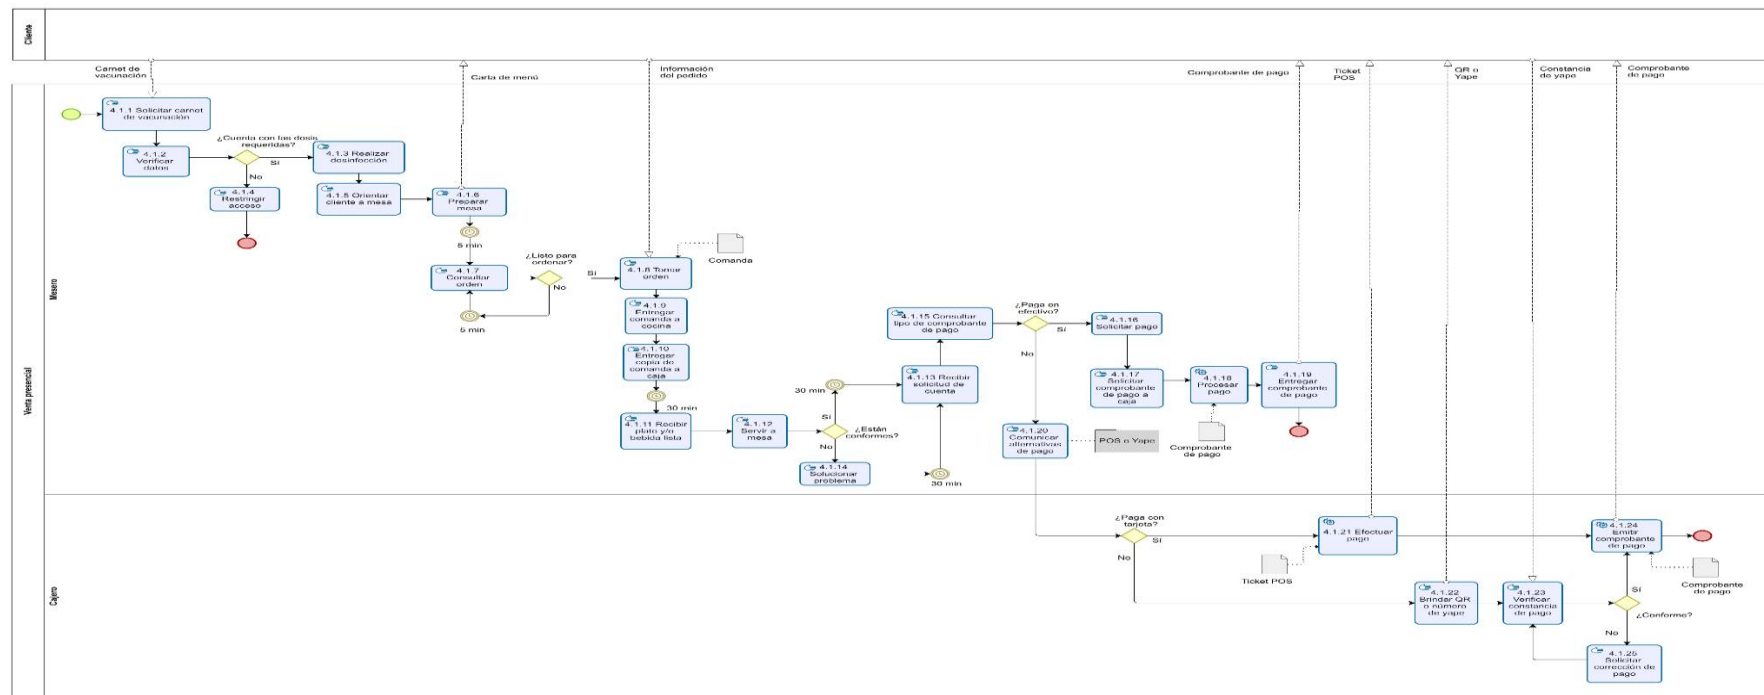 Cliente
Carnet de
vacunación
Carta de menú
Información
del pedido
Comprobante de pago
Ticket
POS
QR o
Yape
Constancia
de yape
Comprobante
de pago
Venta presencial
Mesero
4.1.1 Solicitar carnet
de vacunación
4.1.2
Verificar
datos
¿Cuenta con las dosis
requeridas?
Sí
No
4.1.3 Realizar
desinfección
4.1.4
Restringir
acceso
4.1.5 Orientar
cliente a mesa
4.1.6
Preparar
mesa
5 min
4.1.7
Consultar
orden
5 min
¿Listo para
ordenar?
Sí
No
4.1.8 Tomar
orden
Comanda
4.1.9
Entregar
comanda a
cocina
4.1.10
Entregar
copia de
comanda a
caja
30 min
4.1.11 Recibir
plato y/o
bebida lista
4.1.12
Servir a
mesa
¿Están
conformes?
Sí
No
30 min
4.1.14
Solucionar
problema
30 min
4.1.13 Recibir
solicitud de
cuenta
4.1.15 Consultar
tipo de comprobante
de pago
¿Paga en
efectivo?
Sí
No
4.1.16
Solicitar pago
4.1.17
Solicitar
comprobante
de pago a
caja
4.1.18
Procesar
pago
Comprobante
de pago
4.1.19
Entregar
comprobante
de pago
4.1.20
Comunicar
alternativas
de pago
POS o Yape
Cajero
¿Paga con
tarjeta?
Sí
No
4.1.21 Efectuar
pago
Ticket POS
4.1.22
Brindar QR
o número
de yape
4.1.23
Verificar
constancia
de pago
¿Conforme?
Sí
No
4.1.24
Emitir
comprobante
de pago
Comprobante
de pago
4.1.25
Solicitar
corrección de
pago